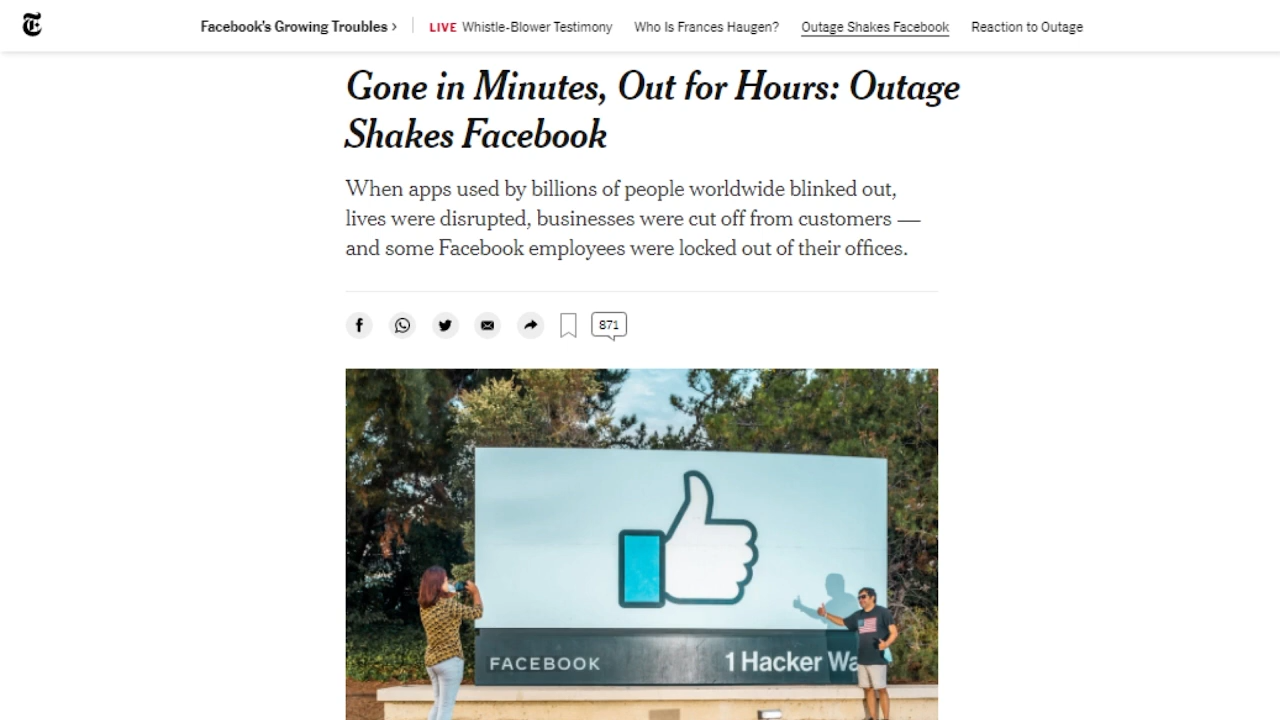 Facebook's Growing Troubles > LIVE Whistle-Blower Testimony Who Is Frances Haugen? Outage Shakes Facebook Reaction to Outage
Gone in Minutes, Out for Hours: Outage
Shakes Facebook
When apps used by billions of people worldwide blinked out,
lives were disrupted, businesses were cut off from customers —
and some Facebook employees were locked out of their offices.
871
FACEBOOK 1 Hacker Wa